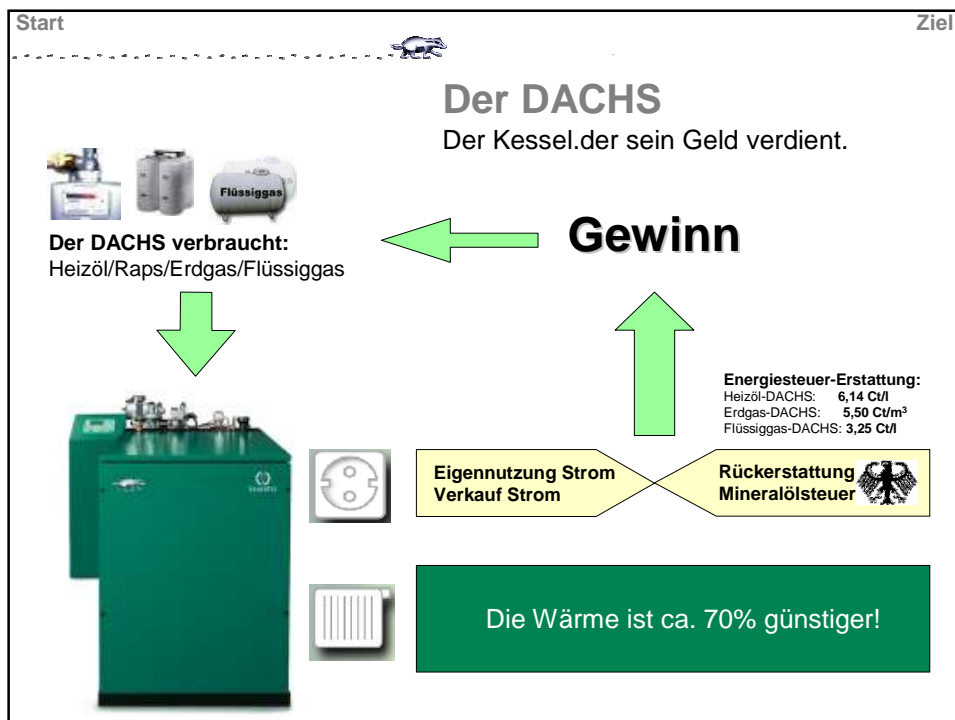 Start
Ziel
Der DACHS
Der Kessel.der sein Geld verdient.
Flüssiggas
Der DACHS verbraucht:
Heizöl/Raps/Erdgas/Flüssiggas
Gewinn
Energiesteuer-Erstattung:
Heizöl-DACHS: 6,14 Ct/l
Erdgas-DACHS: 5,50 Ct/m³
Flüssiggas-DACHS: 3,25 Ct/l
Eigennutzung Strom
Verkauf Strom
Rückerstattung
Mineralölsteuer
Die Wärme ist ca. 70% günstiger!